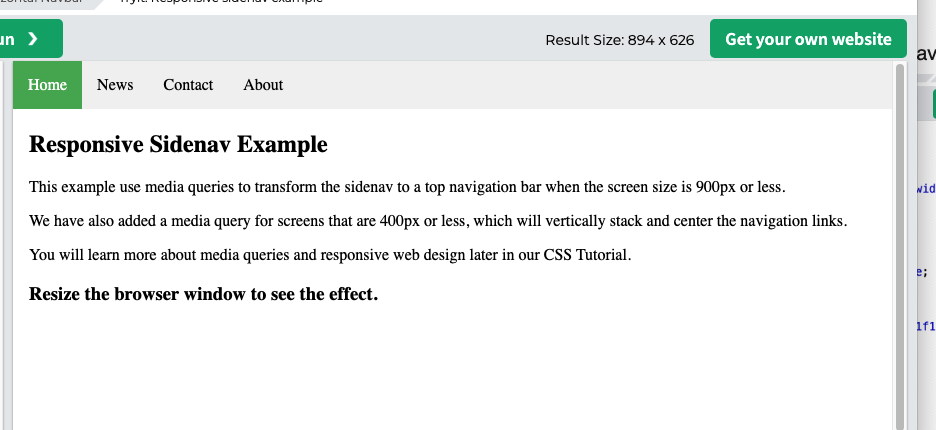 Result Size: 894 x 626
Get your own website
Home
News
Contact
About
Responsive Sidenav Example
This example use media queries to transform the sidenav to a top navigation bar when the screen size is 900px or less.
We have also added a media query for screens that are 400px or less, which will vertically stack and center the navigation links.
You will learn more about media queries and responsive web design later in our CSS Tutorial.
Resize the browser window to see the effect.